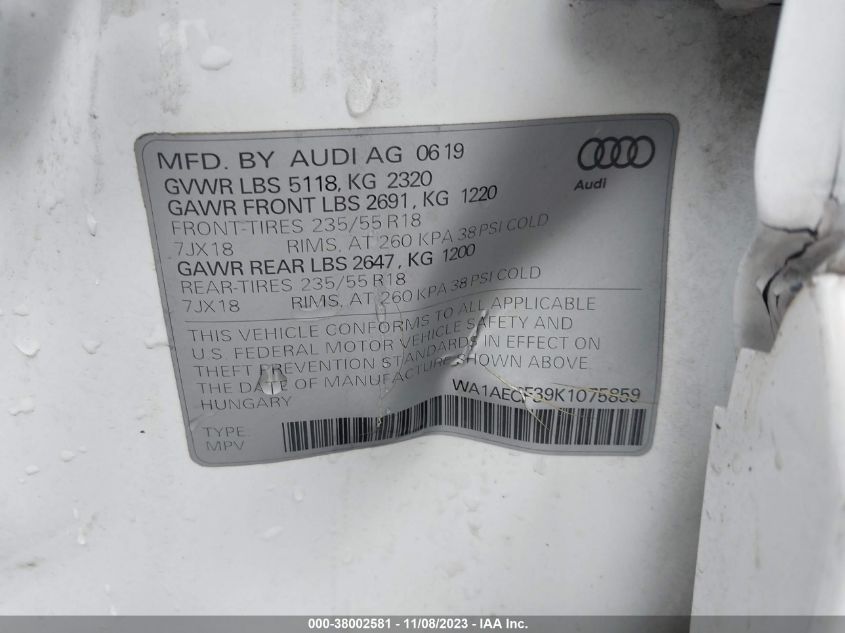 MFD. BY AUDI AG 0619
GVWR LBS 5118, KG 2320
GAWR FRONT LBS 2691, KG 1220
FRONT-TIRES 235/55 R18
7JX18 RIMS, AT 260 KPA 38 PSI COLD
GAWR REAR LBS 2647, KG 1200
REAR-TIRES 235/55 R18
7JX18 RIMS, AT 260 KPA 38 PSI COLD
Audi
THIS VEHICLE CONFORMS TO ALL APPLICABLE
U.S. FEDERAL MOTOR VEHICLE SAFETY AND
THEFT PREVENTION STANDARDS IN EFFECT ON
THE DATE OF MANUFACTURE SHOWN ABOVE
HUNGARY
WA1AECF39K1075859
TYPE:
MPV
000-38002581 - 11/08/2023 - IAA Inc.